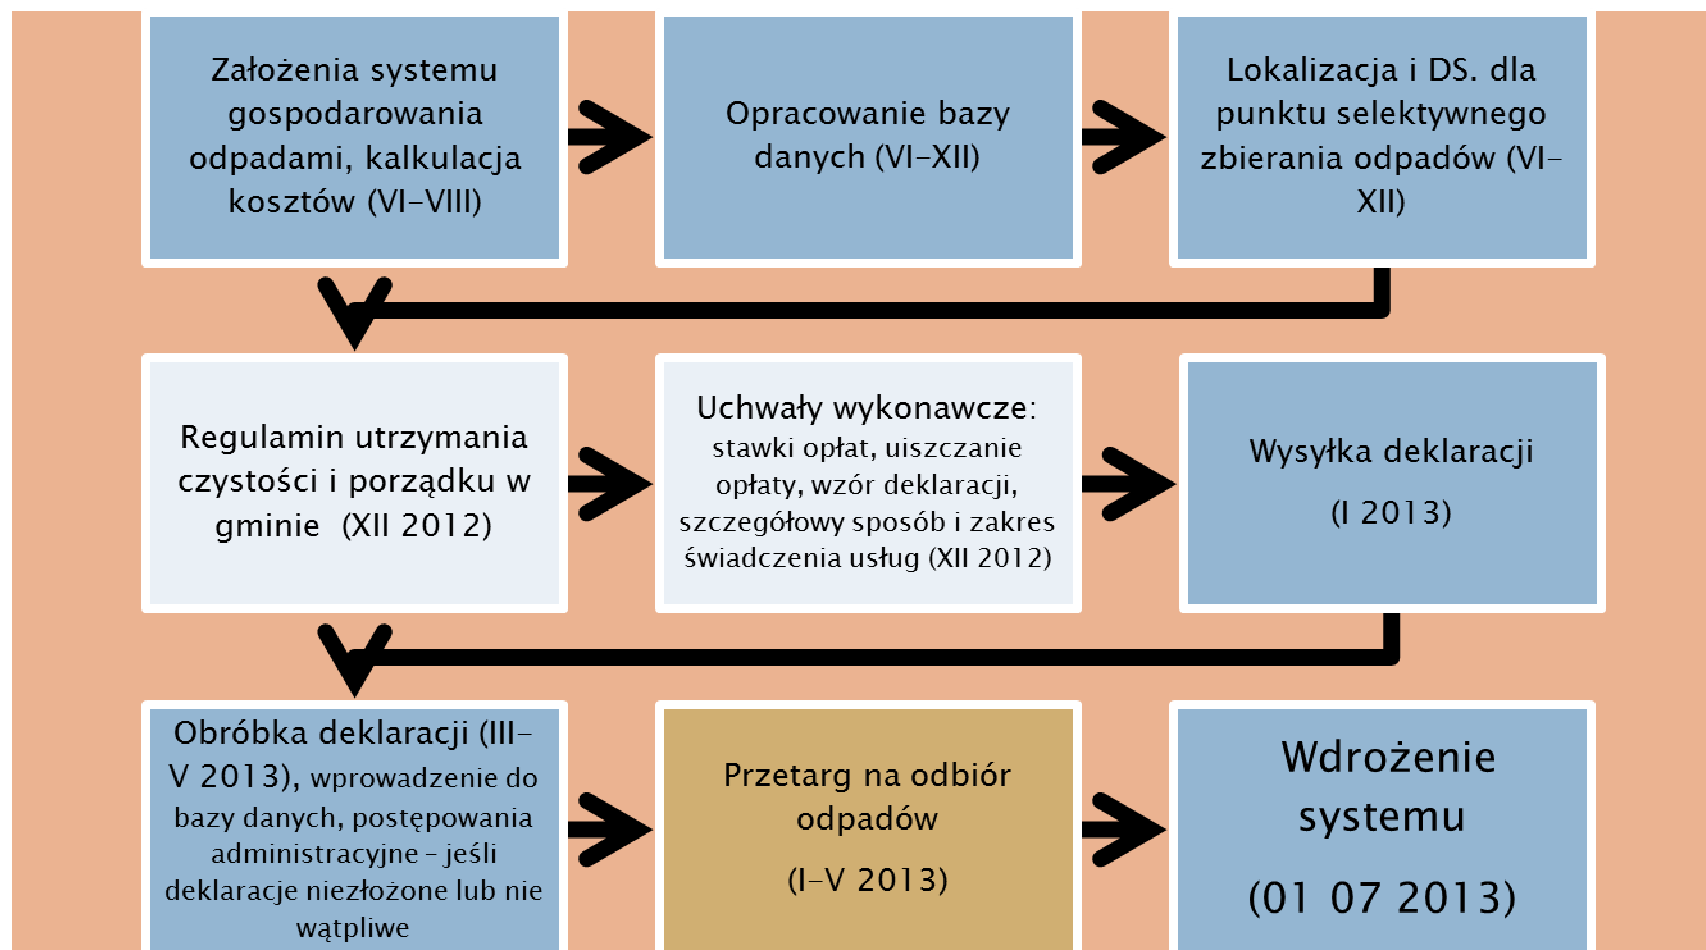 Założenia systemu
gospodarowania
odpadami, kalkulacja
kosztów (VI–VIII)
Opracowanie bazy
danych (VI–XII)
Lokalizacja i DS. dla
punktu selektywnego
zbierania odpadów (VI–
XII)
Regulamin utrzymania
czystości i porządku w
gminie (XII 2012)
Uchwały wykonawcze:
stawki opłat, uiszczanie
opłaty, wzór deklaracji,
szczegółowy sposób i zakres
świadczenia usług (XII 2012)
Wysyłka deklaracji
(I 2013)
Obróbka deklaracji (III–
V 2013), wprowadzenie do
bazy danych, postępowania
administracyjne – jeśli
deklaracje niezłożone lub nie
wątpliwe
Przetarg na odbiór
odpadów
(I–V 2013)
Wdrożenie
systemu
(01 07 2013)